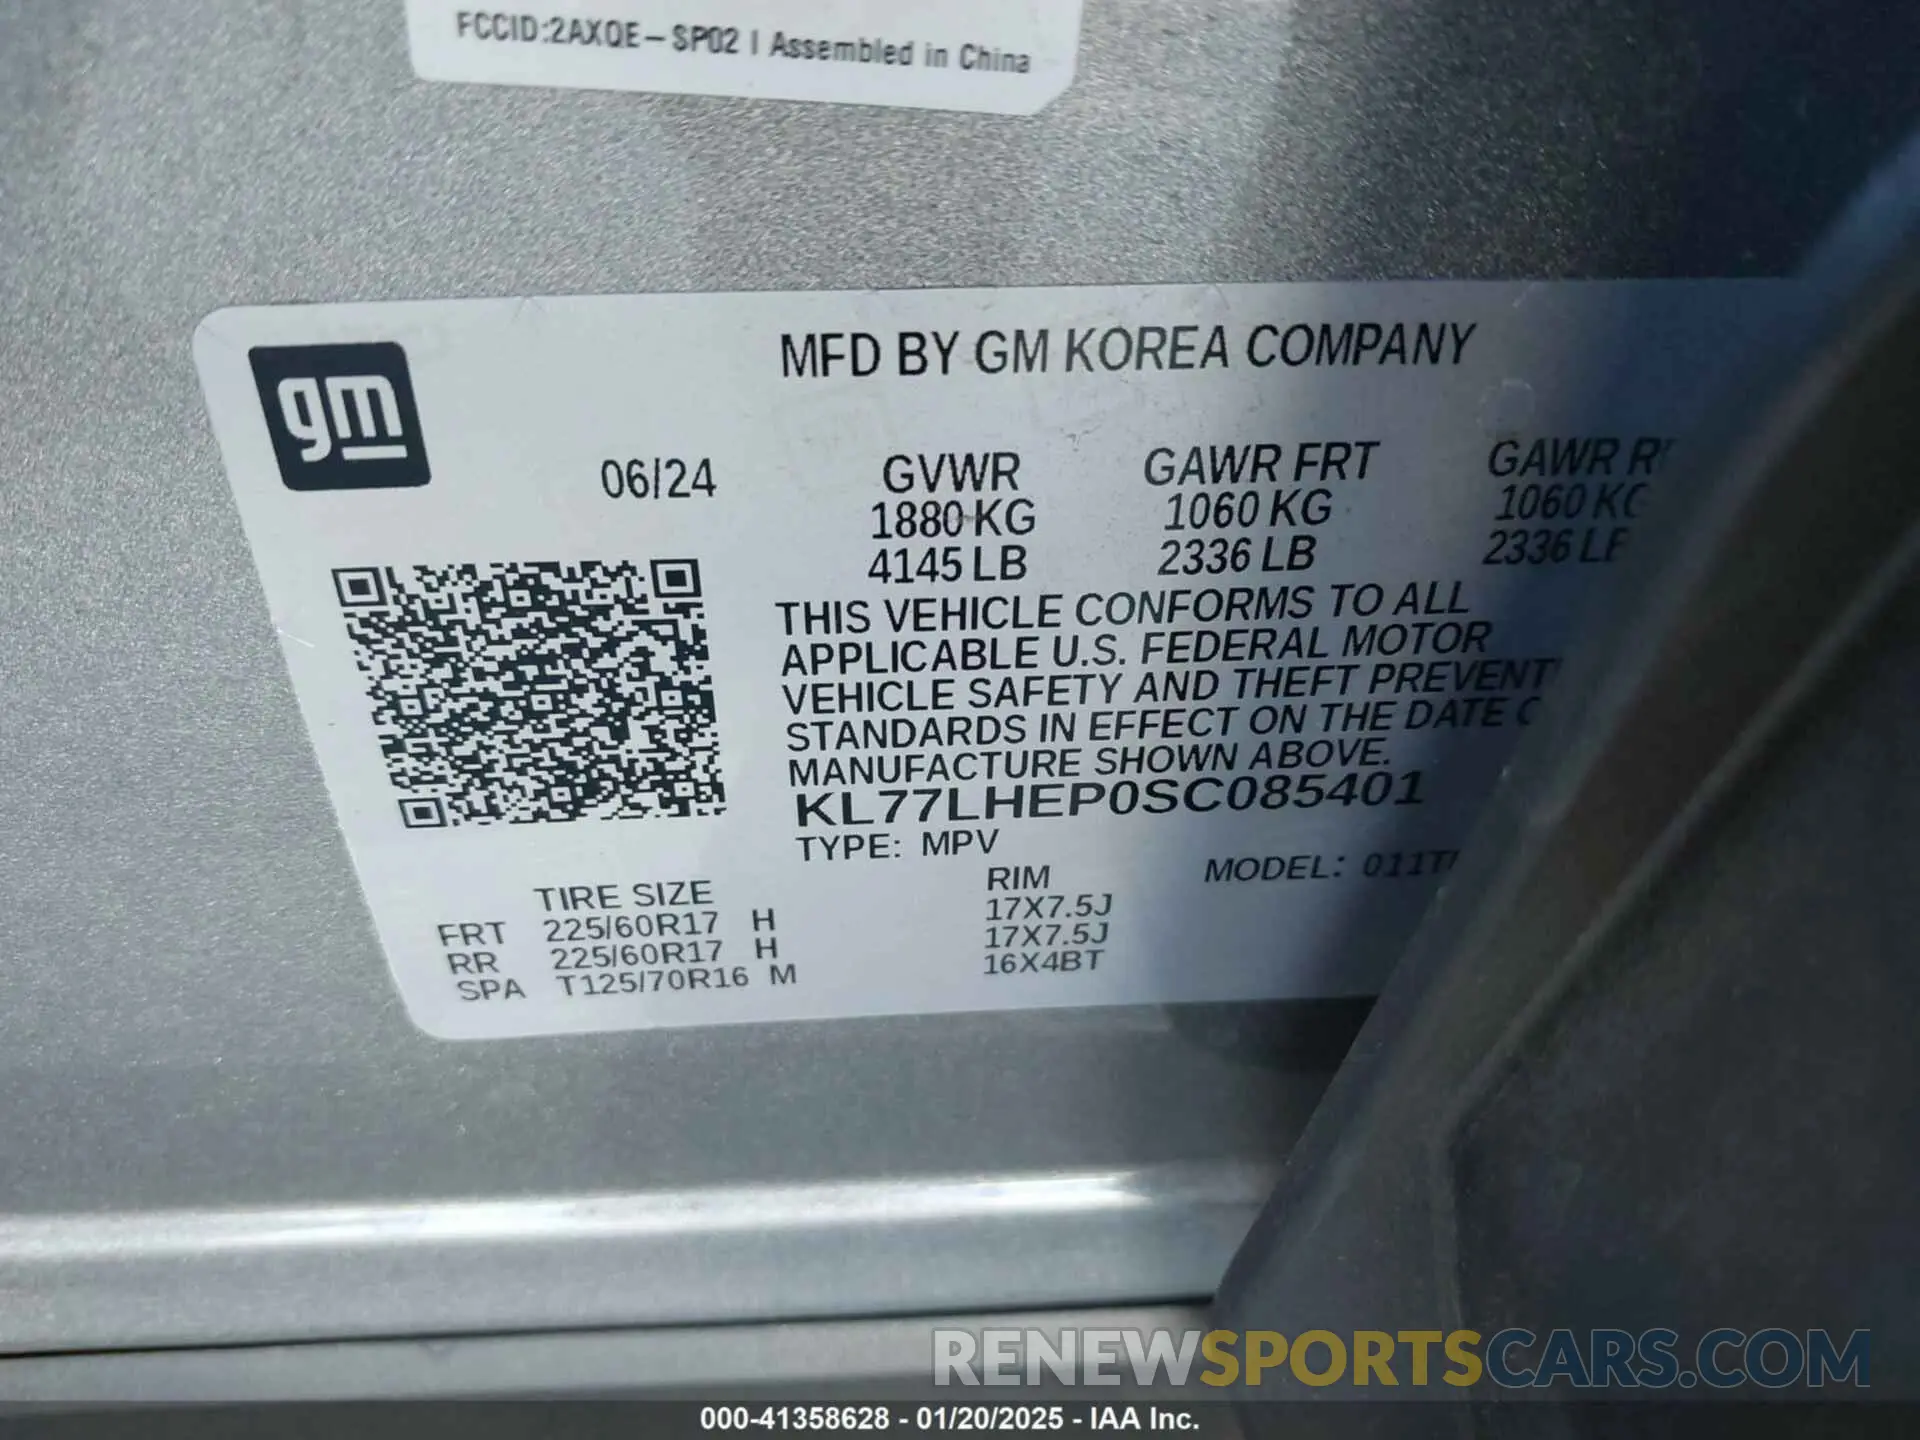 FCCID:2AXQE-SP02 | Assembled in China
gm
MFD BY GM KOREA COMPANY
06/24
GVWR GAWR FRT GAWR
1880 KG 1060 KG 1060
4145 LB 2336 LB 2336
THIS VEHICLE CONFORMS TO ALL
APPLICABLE U.S. FEDERAL MOTOR
VEHICLE SAFETY AND THEFT PREVENT
STANDARDS IN EFFECT ON THE DATE
MANUFACTURE SHOWN ABOVE.
KL77LHEP0SC085401
TYPE: MPV
MODEL: 011T
TIRE SIZE RIM
FRT 225/60R17 H 17X7.5J
RR 225/60R17 H 17X7.5J
SPA T125/70R16 M 16X4BT
RENEWSPORTSCARS.COM
000-41358628 - 01/20/2025 - IAA Inc.